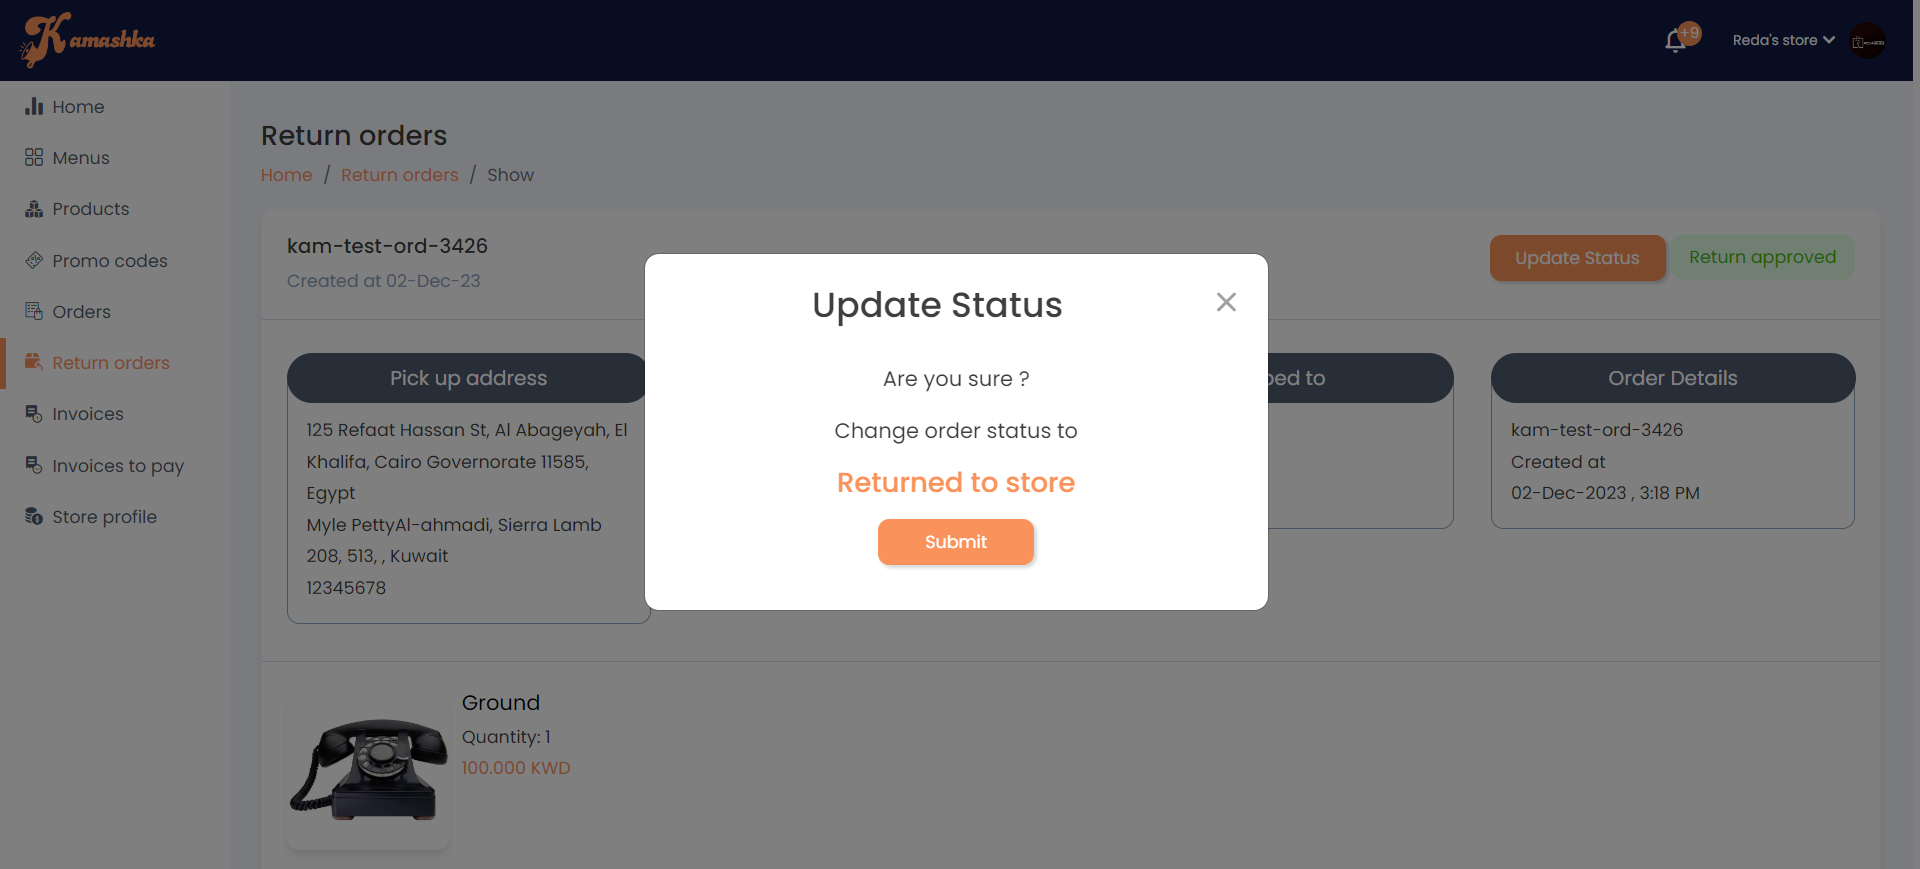 Kamashka
+9
Reda's store
Home
Menus
Products
Promo codes
Orders
Return orders
Invoices
Invoices to pay
Store profile
Return orders
Home / Return orders / Show
kam-test-ord-3426
Created at 02-Dec-23
Update Status
Return approved
Pick up address
125 Refaat Hassan St, Al Abageyah, El
Khalifa, Cairo Governorate 11585,
Egypt
Myle PettyAl-ahmadi, Sierra Lamb
208, 513, , Kuwait
12345678
Update Status
Are you sure ?
Change order status to
Returned to store
Submit
ped to
Order Details
kam-test-ord-3426
Created at
02-Dec-2023 , 3:18 PM
Ground
Quantity: 1
100.000 KWD